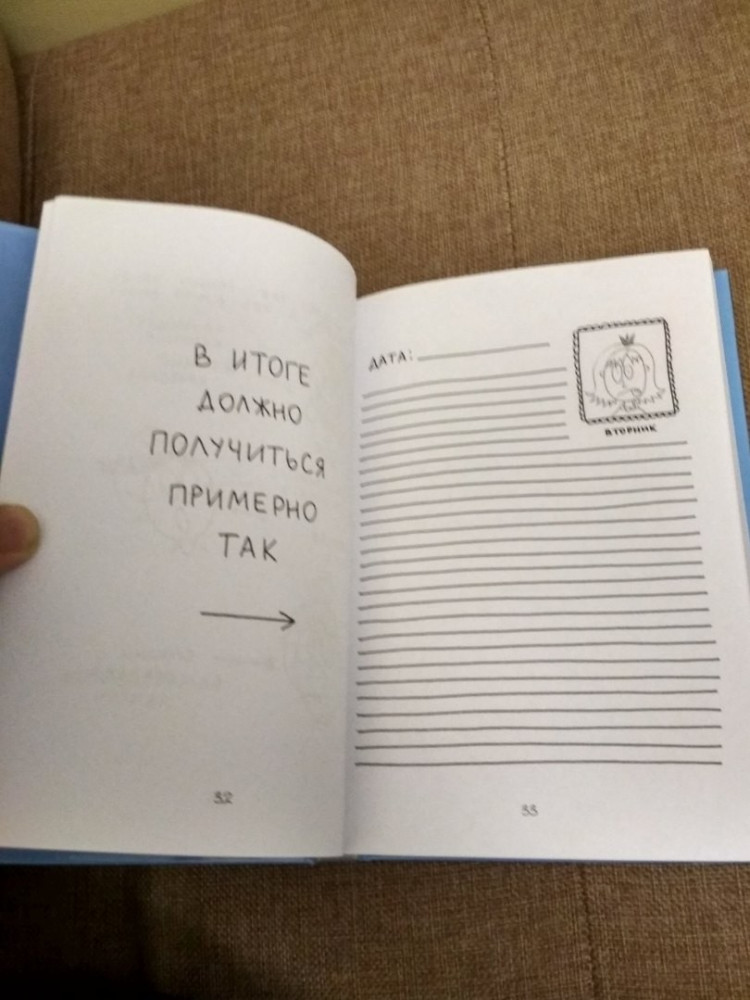 В ИТОГЕ
ДОЛЖНО
ПОЛУЧИТЬСЯ
ПРИМЕРНО
ТАК
32
ДАТА:
ВТОРНИК
33